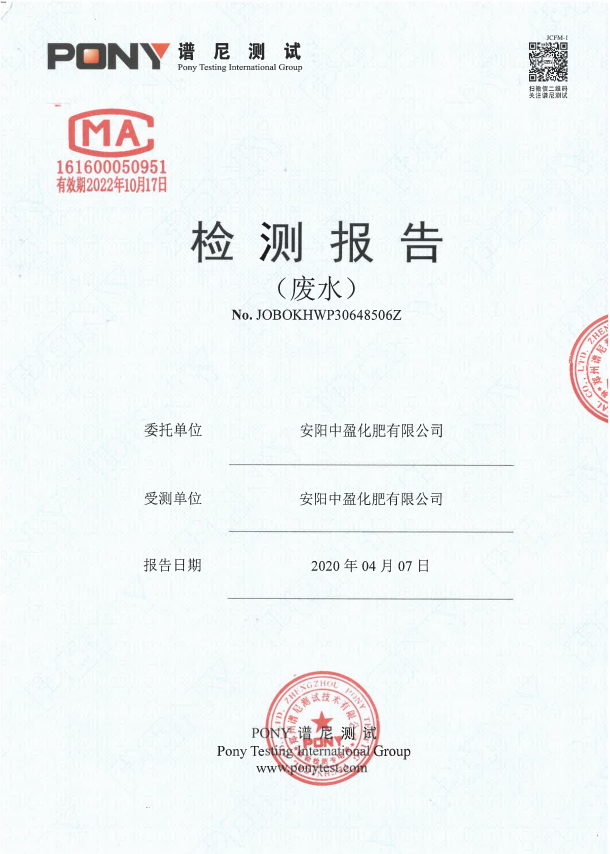 JCFM-1
PONY 谱尼测试
Pony Testing International Group
扫微信二维码
关注谱尼测试
CMA
161600050951
有效期2022年10月17日
检测报告
（废水）
No. JOBOKHWP30648506Z
委托单位 安阳中盈化肥有限公司
受测单位 安阳中盈化肥有限公司
报告日期 2020 年 04 月 07 日
PONY 谱尼测试
Pony Testing International Group
www.ponytest.com